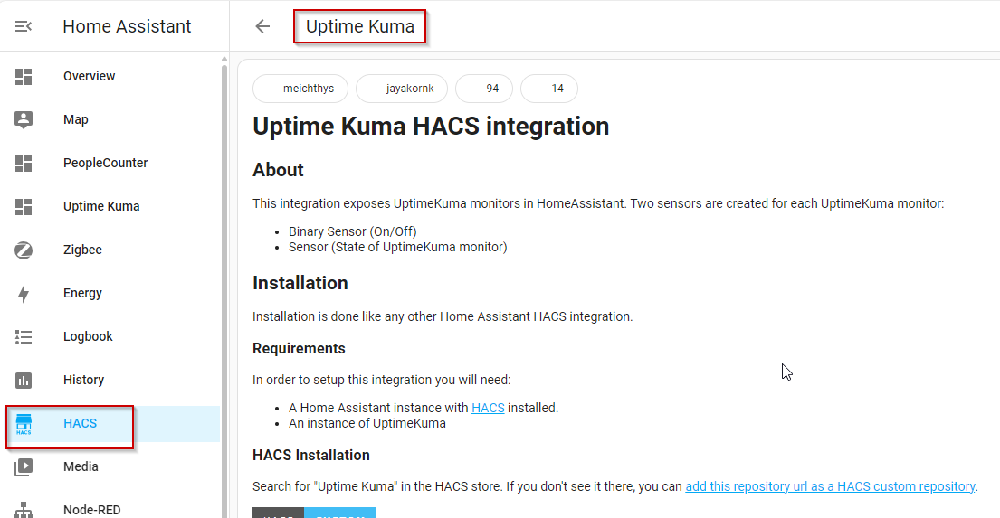 Home Assistant
Uptime Kuma
Overview
Map
PeopleCounter
Uptime Kuma
Zigbee
Energy
Logbook
History
HACS
HACS
Media
Node-RED
meichthys
jayakornk
94
14
Uptime Kuma HACS integration
About
This integration exposes UptimeKuma monitors in HomeAssistant. Two sensors are created for each UptimeKuma monitor:
• Binary Sensor (On/Off)
• Sensor (State of UptimeKuma monitor)
Installation
Installation is done like any other Home Assistant HACS integration.
Requirements
In order to setup this integration you will need:
• A Home Assistant instance with HACS installed.
• An instance of UptimeKuma
HACS Installation
Search for "Uptime Kuma" in the HACS store. If you don't see it there, you can add this repository url as a HACS custom repository.